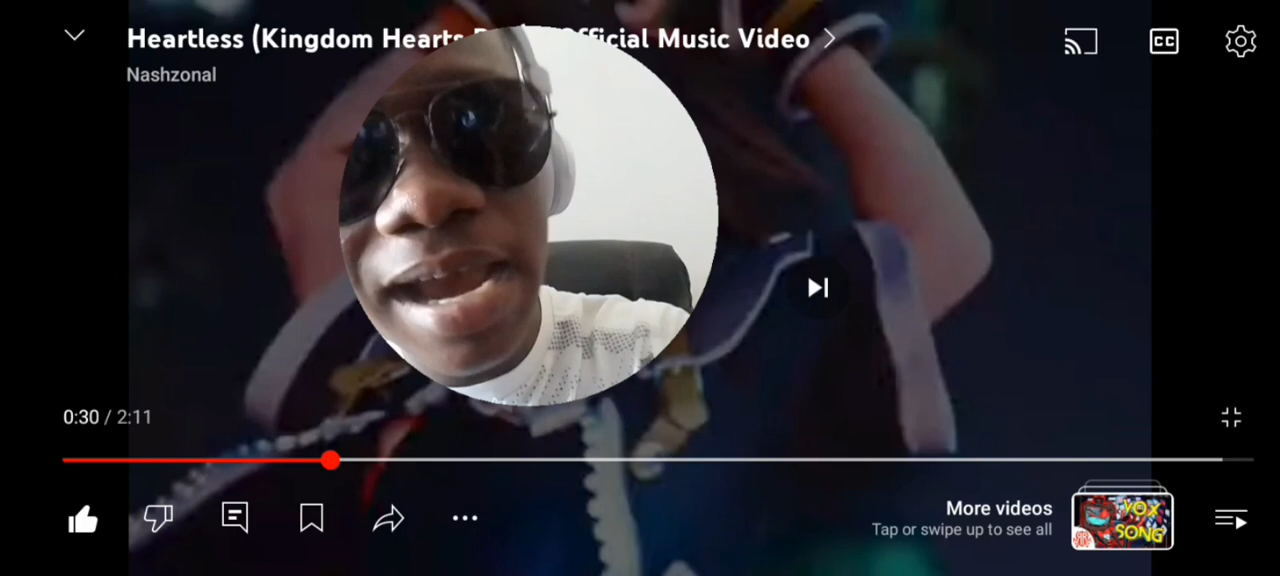 Heartless (Kingdom Hearts Official Music Video
Nashzonal
CC
0:30 / 2:11
More videos
Tap or swipe up to see all
VOX
SONG